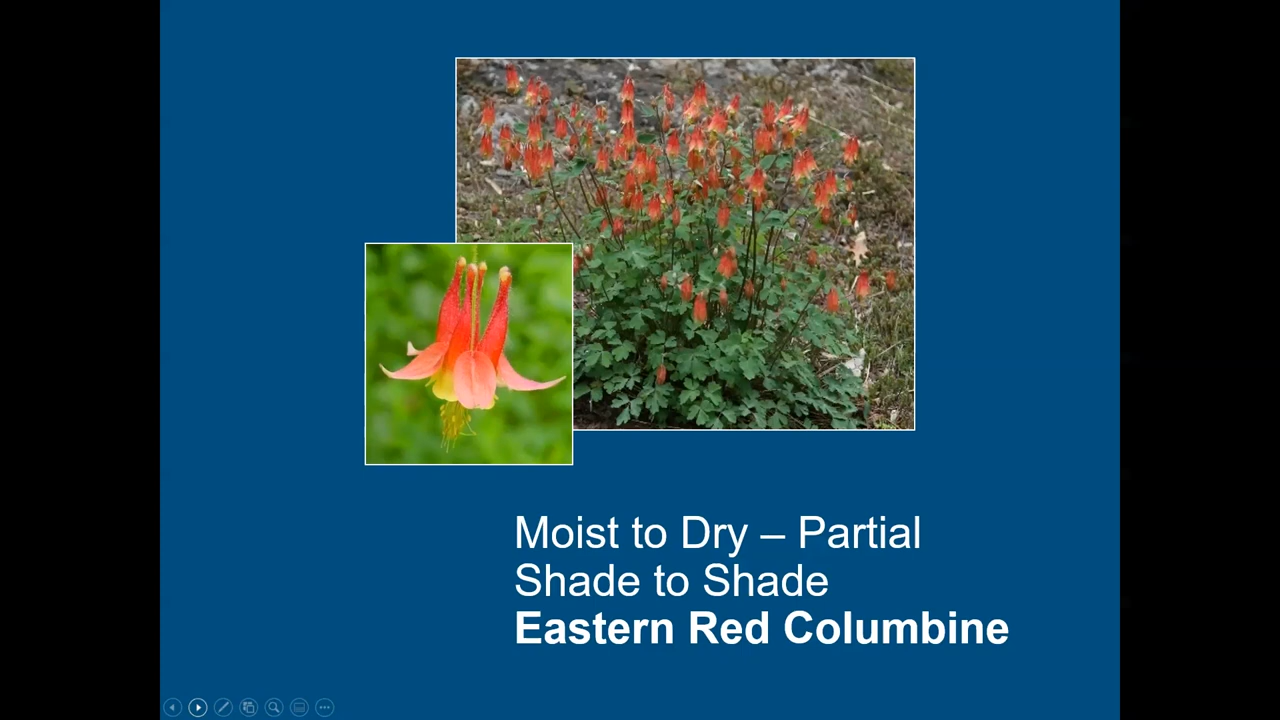 Moist to Dry – Partial
Shade to Shade
Eastern Red Columbine